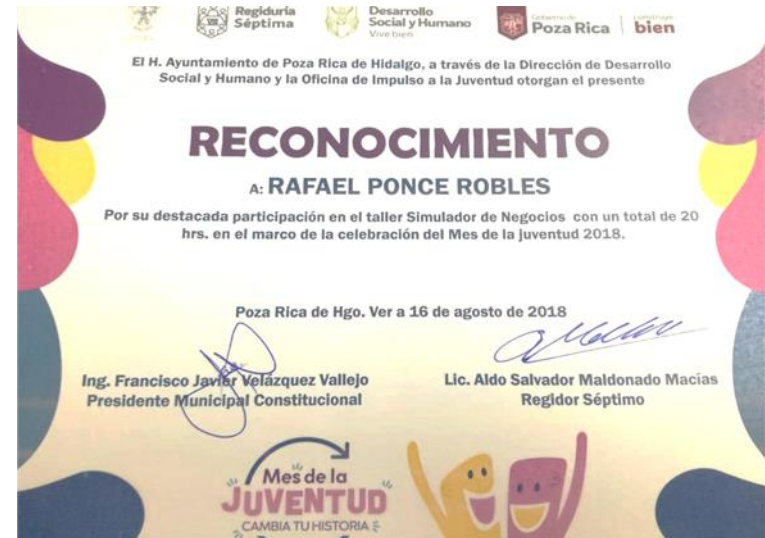 Regiduría
Séptima
Desarrollo
Social y Humano
Vive bien
Gobierno de
Poza Rica
bien
El H. Ayuntamiento de Poza Rica de Hidalgo, a través de la Dirección de Desarrollo
Social y Humano y la Oficina de Impulso a la Juventud otorgan el presente
RECONOCIMIENTO
A: RAFAEL PONCE ROBLES
Por su destacada participación en el taller Simulador de Negocios con un total de 20
hrs. en el marco de la celebración del Mes de la juventud 2018.
Poza Rica de Hgo. Ver a 16 de agosto de 2018
Ing. Francisco Javier Velázquez Vallejo
Presidente Municipal Constitucional
Lic. Aldo Salvador Maldonado Macías
Regidor Séptimo
Mes de la
JUVENTUD
CAMBIA TU HISTORIA